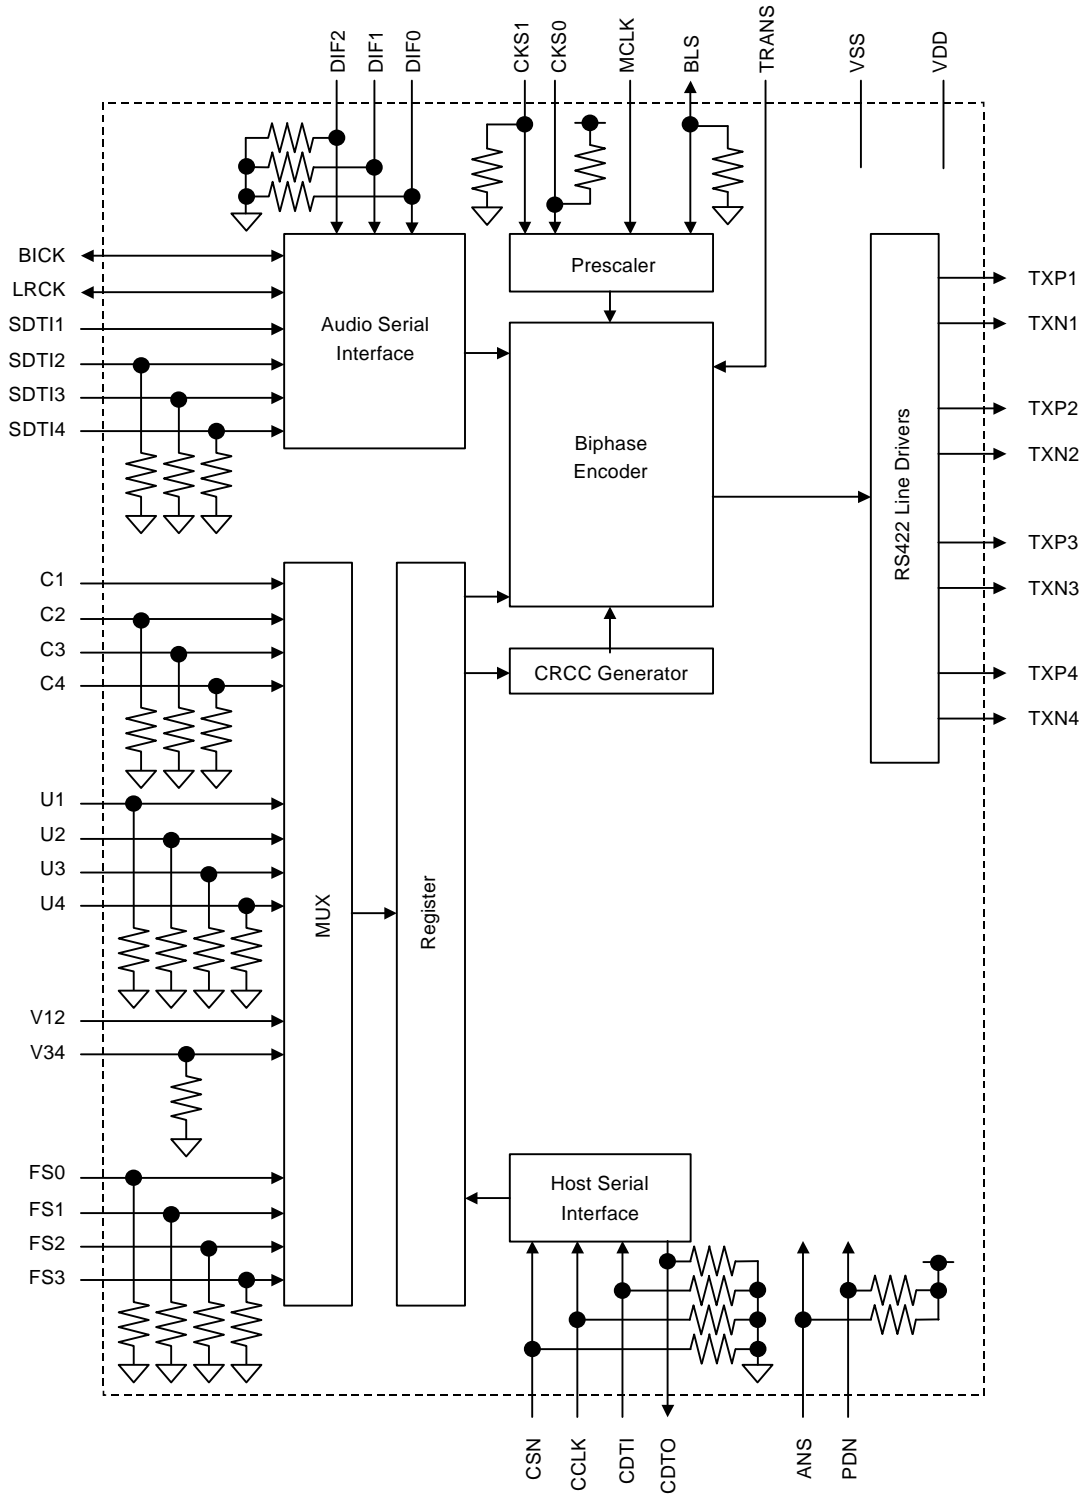 DIF2
DIF1
DIF0
CKS1
CKS0
MCLK
BLS
TRANS
VSS
VDD
BICK
LRCK
SDTI1
SDTI2
SDTI3
SDTI4
Audio Serial
Interface
Prescaler
Biphase
Encoder
RS422 Line Drivers
TXP1
TXN1
TXP2
TXN2
TXP3
TXN3
TXP4
TXN4
C1
C2
C3
C4
CRCC Generator
U1
U2
U3
U4
MUX
Register
V12
V34
FS0
FS1
FS2
FS3
Host Serial
Interface
CSN
CCLK
CDTI
CDTO
ANS
PDN